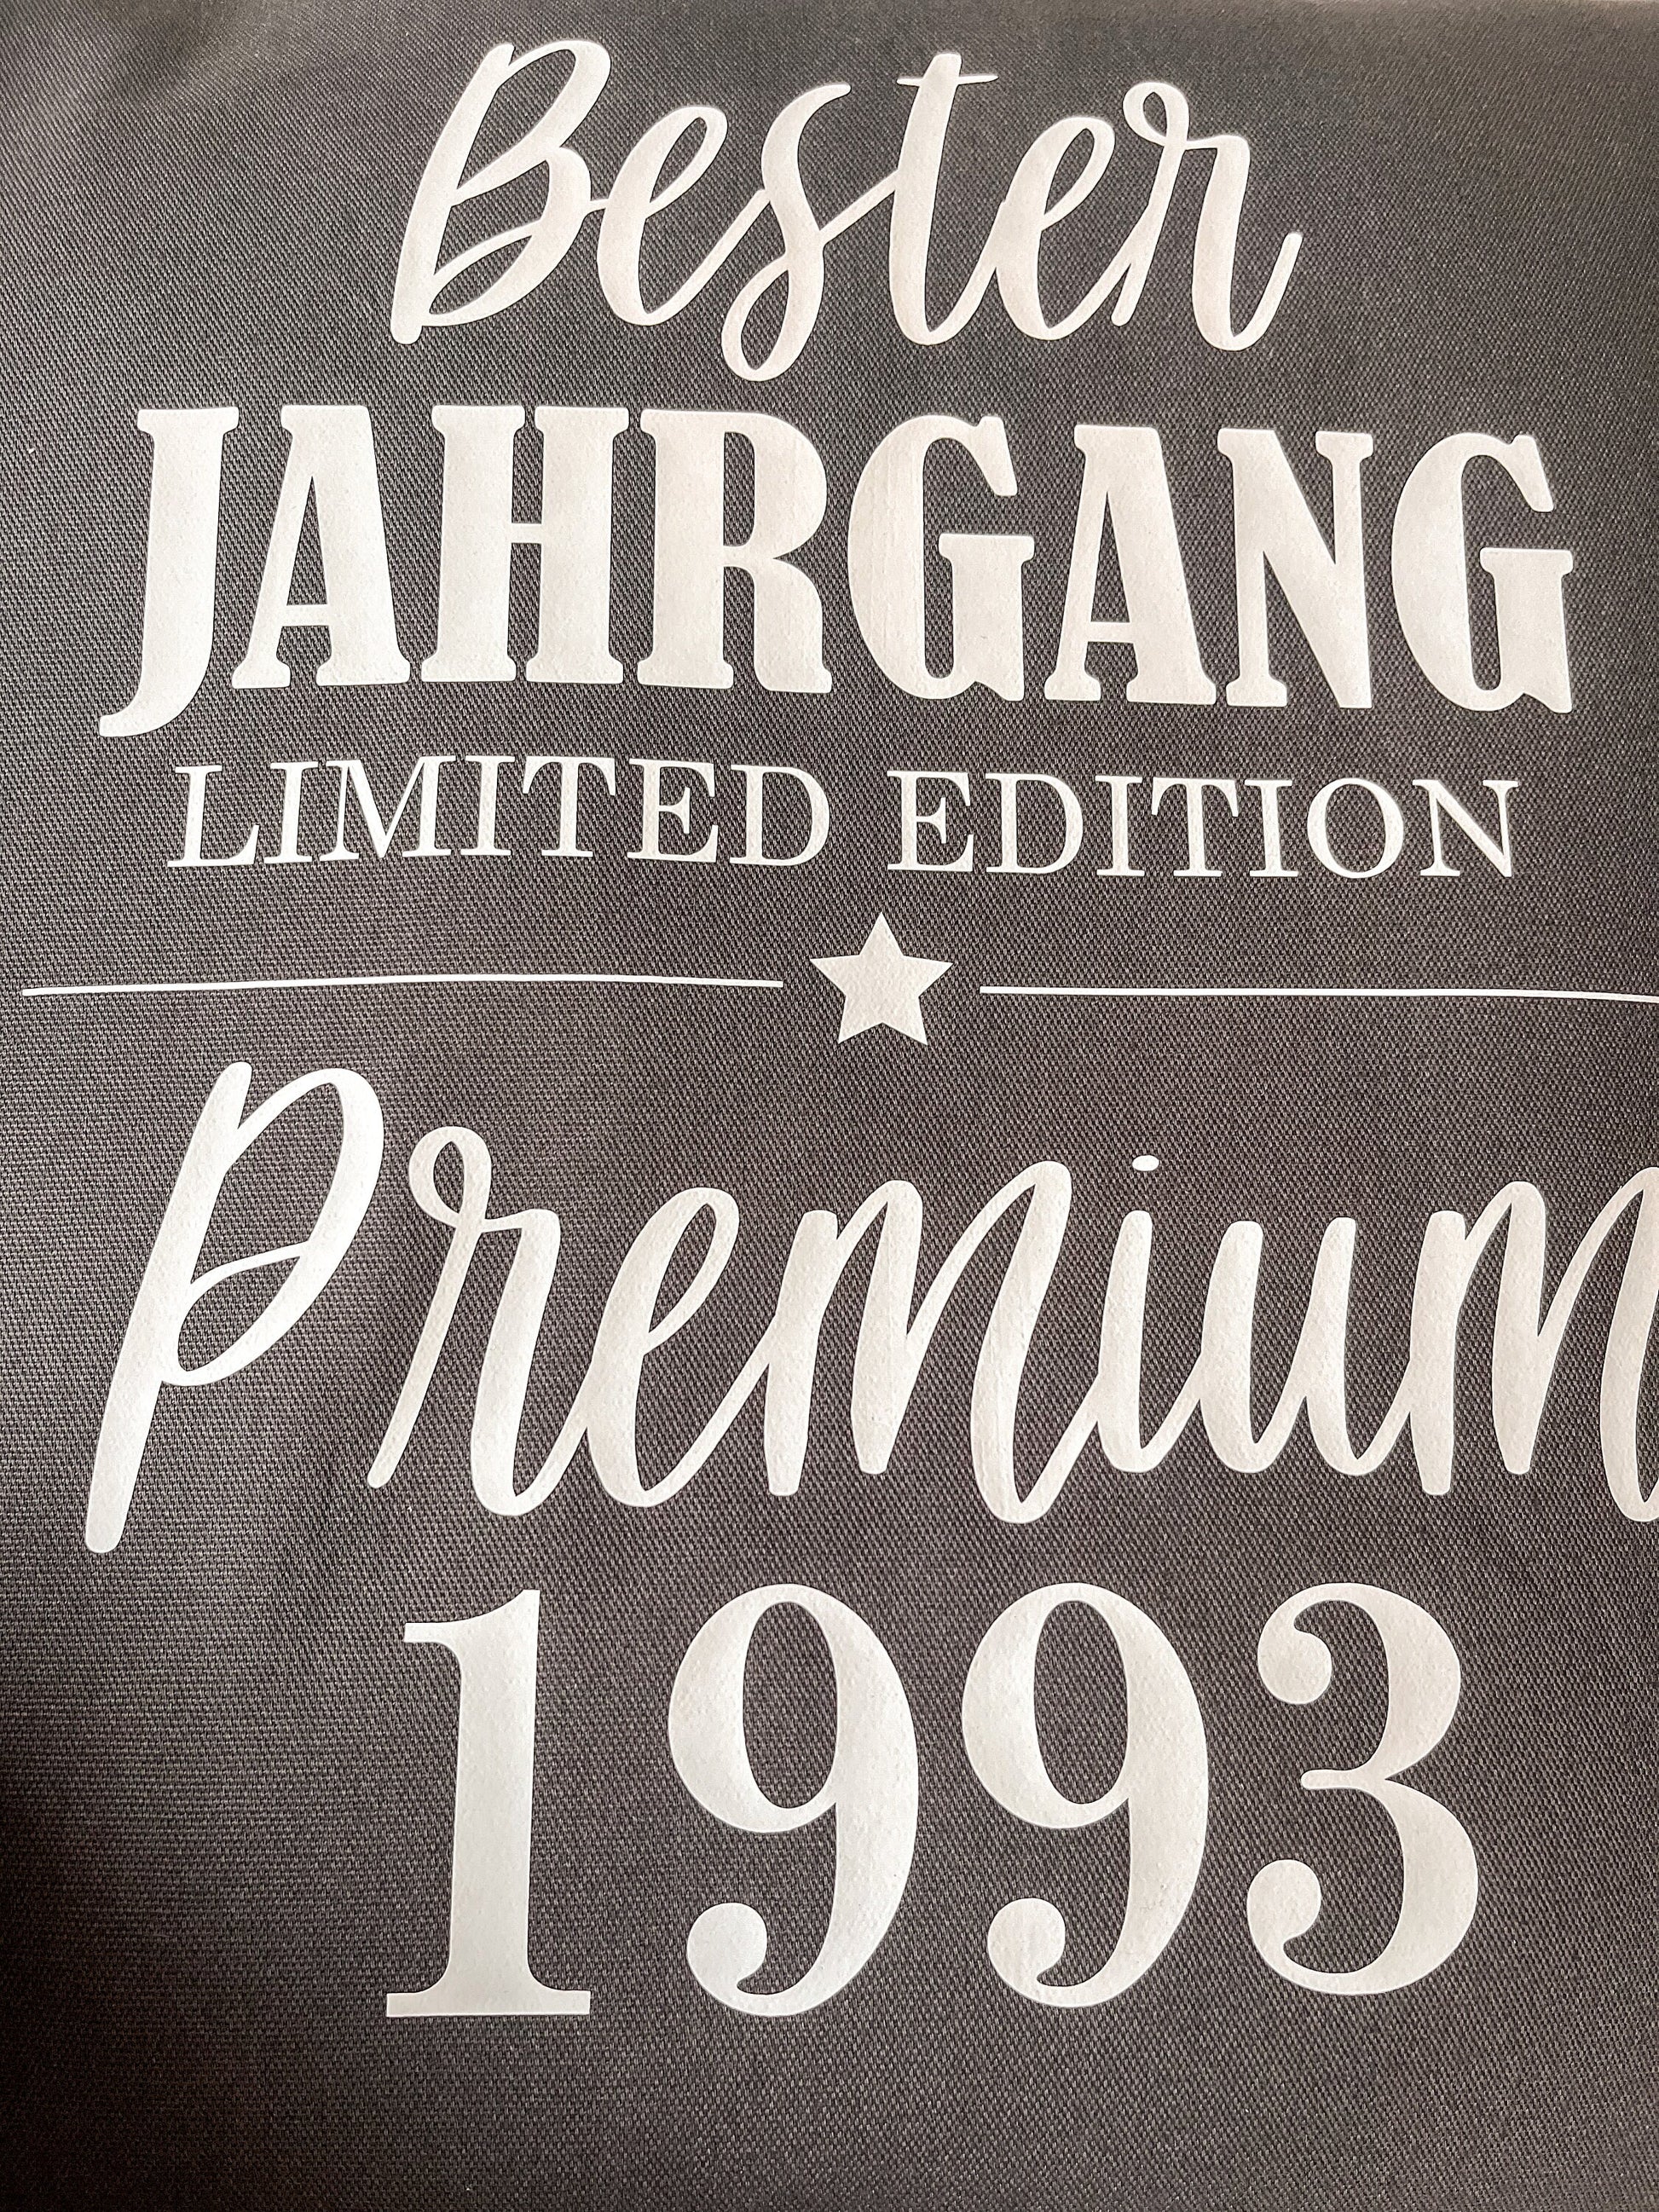 Bester
JAHRGANG
LIMITED EDITION
Premium
1993